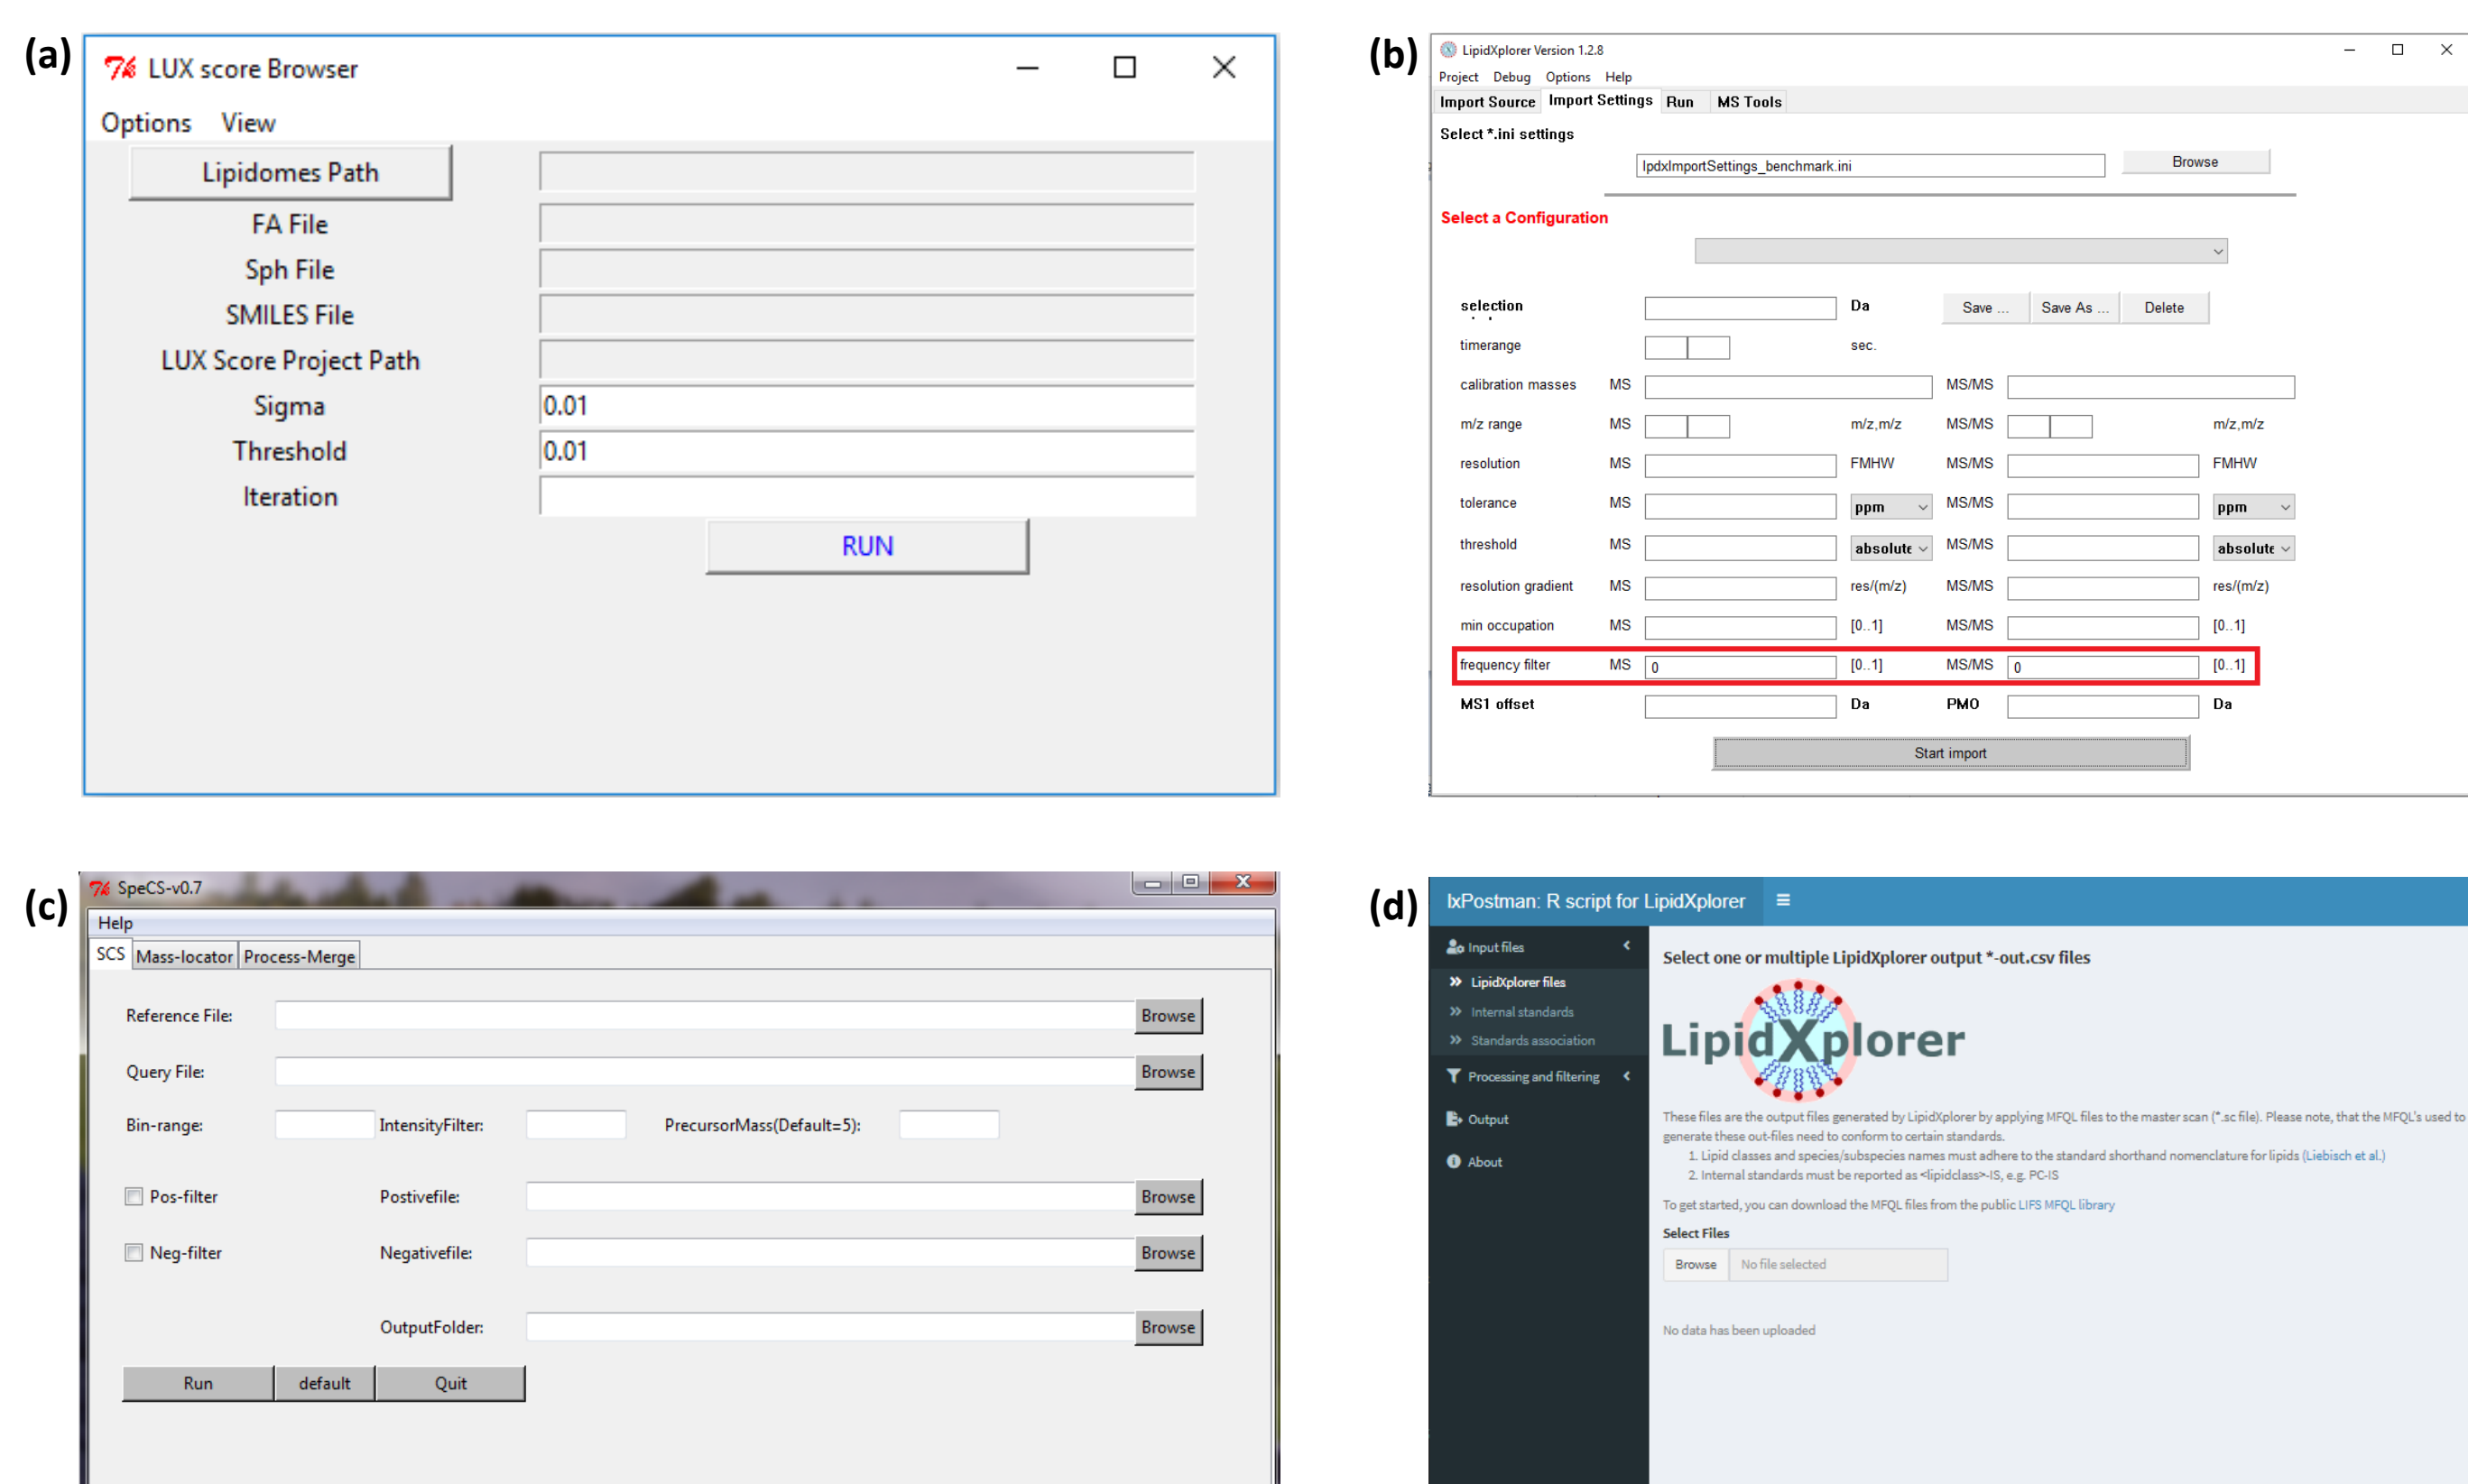 (a)
LUX score Browser
Options View
Lipidomes Path
FA File
Sph File
SMILES File
LUX Score Project Path
Sigma 0.01
Threshold 0.01
Iteration
RUN
(b)
LipidXplorer Version 1.2.8
Project Debug Options Help
Import Source Import Settings Run MS Tools
Select *.ini settings
lpdxImportSettings_benchmark.ini Browse
Select a Configuration
selection Da Save ... Save As ... Delete
timerange sec.
calibration masses MS MS/MS
m/z range MS m/z,m/z MS/MS m/z,m/z
resolution MS FMHW MS/MS FMHW
tolerance MS ppm MS/MS ppm
threshold MS absolute MS/MS absolute
resolution gradient MS res/(m/z) MS/MS res/(m/z)
min occupation MS [0..1] MS/MS [0..1]
frequency filter MS 0 [0..1] MS/MS 0 [0..1]
MS1 offset Da PMO Da
Start import
(c)
SpeCS-v0.7
Help
SCS Mass-locator Process-Merge
Reference File: Browse
Query File: Browse
Bin-range: IntensityFilter: PrecursorMass(Default=5):
Pos-filter Postivefile: Browse
Neg-filter Negativefile: Browse
OutputFolder: Browse
Run default Quit
(d)
lxPostman: R script for LipidXplorer
Input files
LipidXplorer files
Internal standards
Standards association
Processing and filtering
Output
About
Select one or multiple LipidXplorer output *-out.csv files
LipidXplorer
These files are the output files generated by LipidXplorer by applying MFQL files to the master scan (*.sc file). Please note, that the MFQL's used to
generate these out-files need to conform to certain standards.
1. Lipid classes and species/subspecies names must adhere to the standard shorthand nomenclature for lipids (Liebisch et al.)
2. Internal standards must be reported as <lipidclass>-IS, e.g. PC-IS
To get started, you can download the MFQL files from the public LIFS MFQL library
Select Files
Browse No file selected
No data has been uploaded